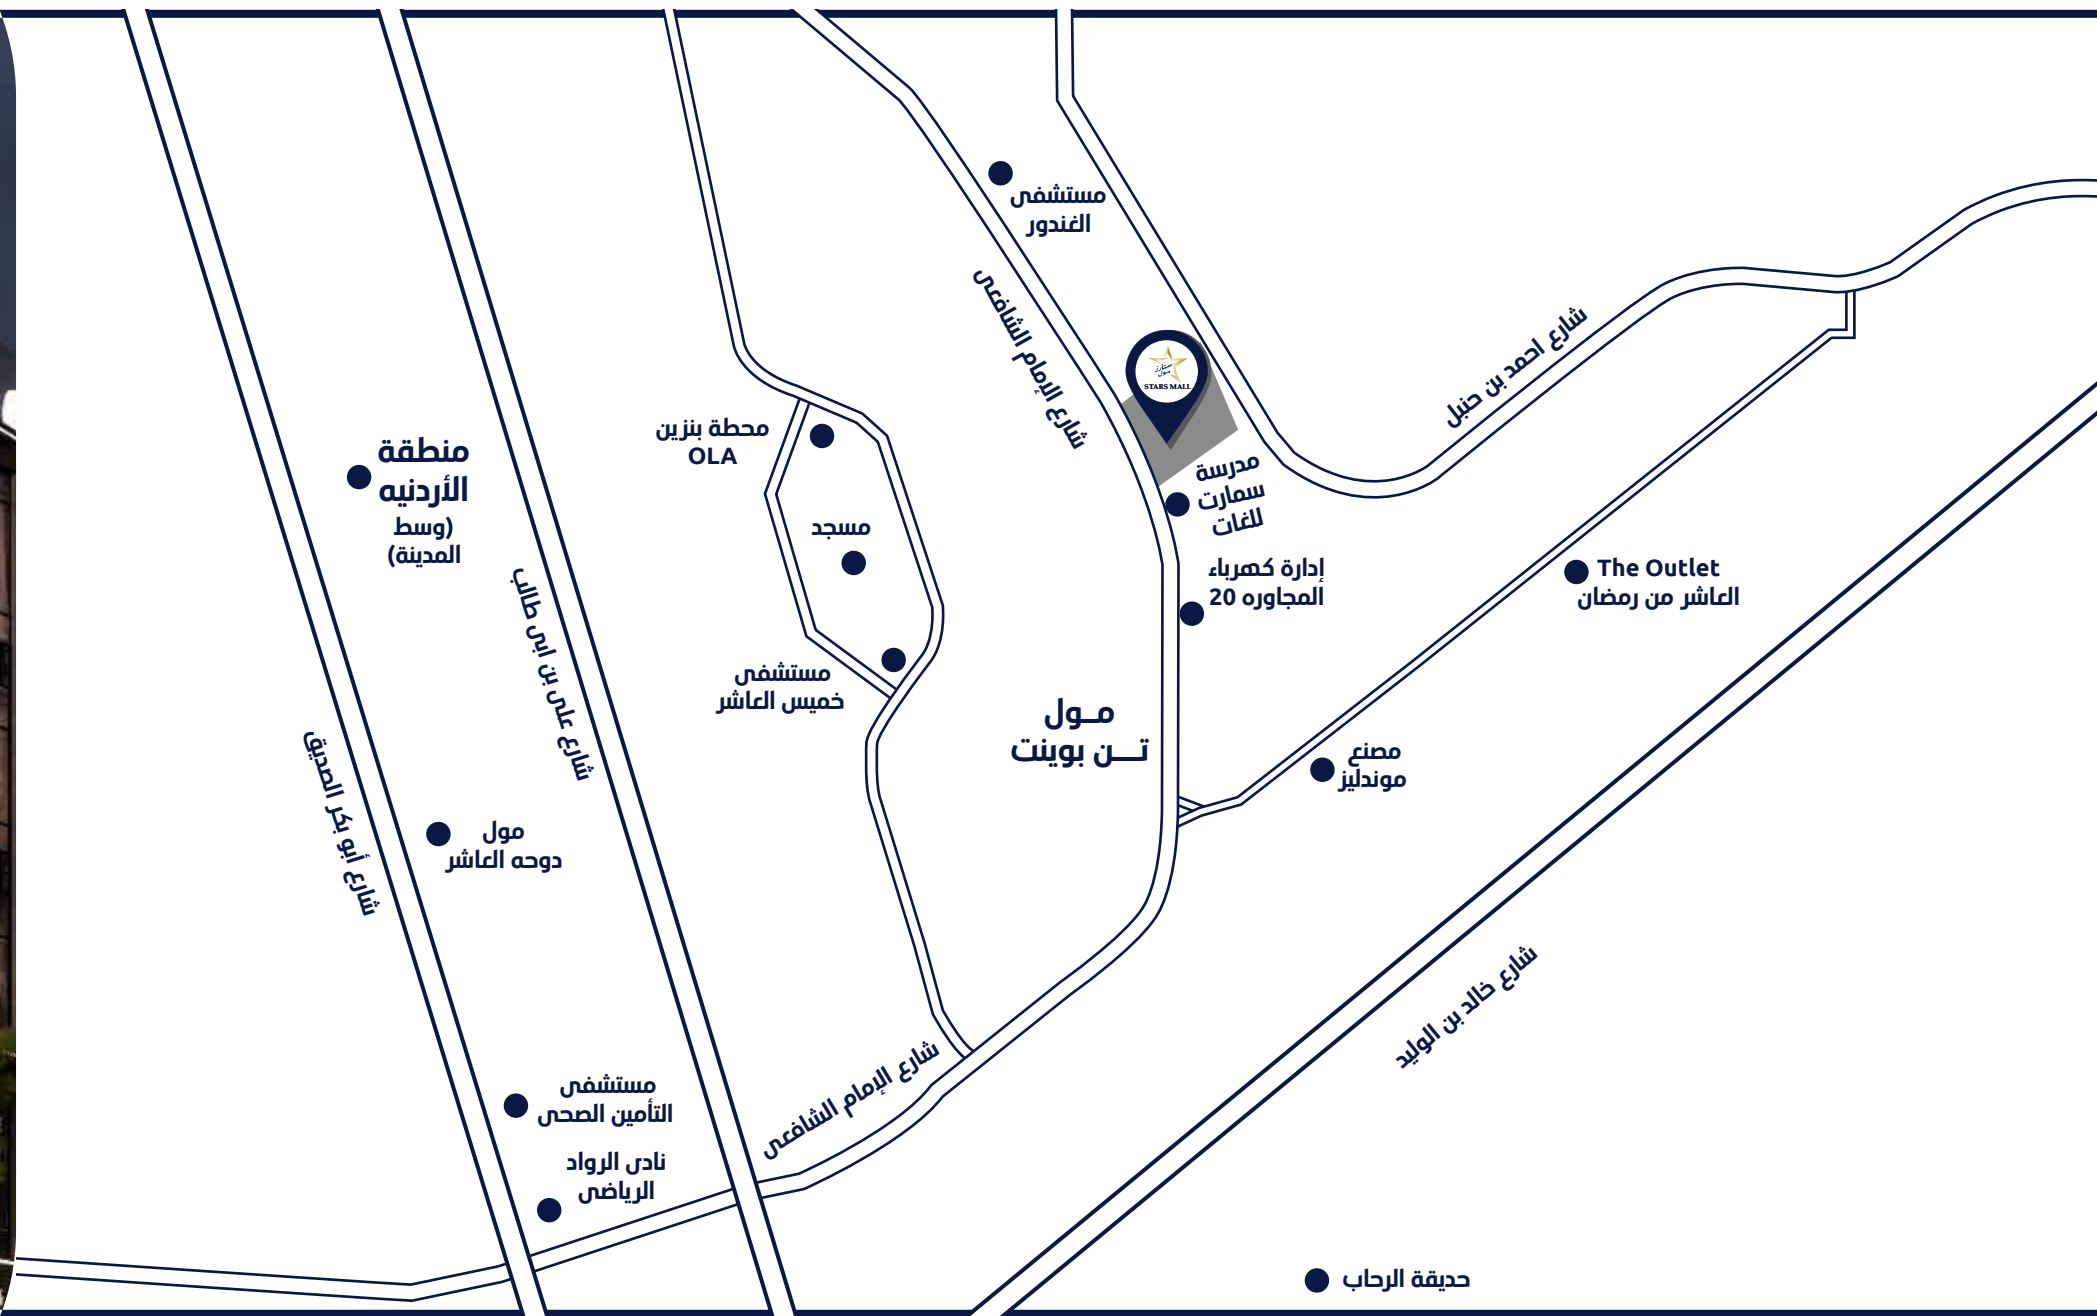 مستشفى
الغندور
شارع الإمام الشافعى
ستارز
مول
STARS MALL
شارع احمد بن حنبل
محطة بنزين
OLA
منطقة
الأردنيه
(وسط
المدينة)
مدرسة
سمارت
للغات
مسجد
إدارة كهرباء
المجاوره 20
The Outlet
العاشر من رمضان
شارع على بن ابى طالب
مستشفى
خميس العاشر
مــول
تـــن بوينت
مصنع
موندليز
شارع أبو بكر الصديق
مول
دوحه العاشر
شارع خالد بن الوليد
شارع الإمام الشافعى
مستشفى
التأمين الصحى
نادى الرواد
الرياضى
حديقة الرحاب